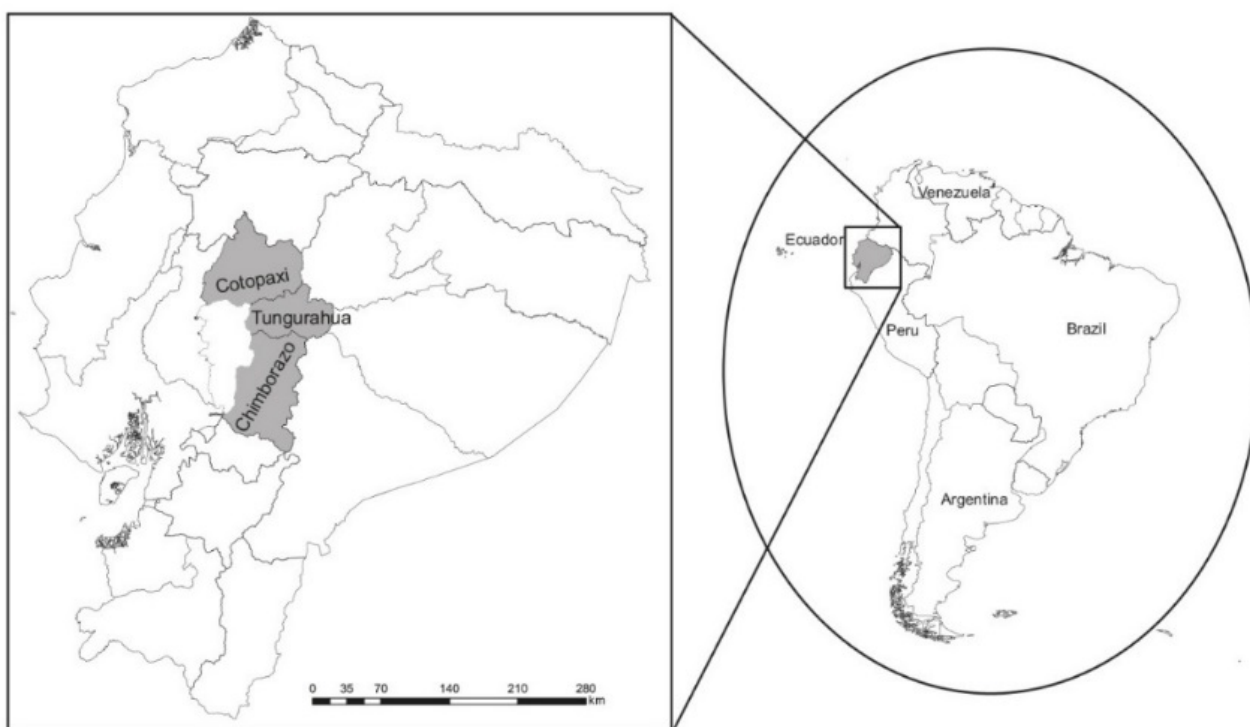 Cotopaxi
Tungurahua
Chimborazo
0 35 70 140 210 280
km
Venezuela
Ecuador
Peru
Brazil
Argentina